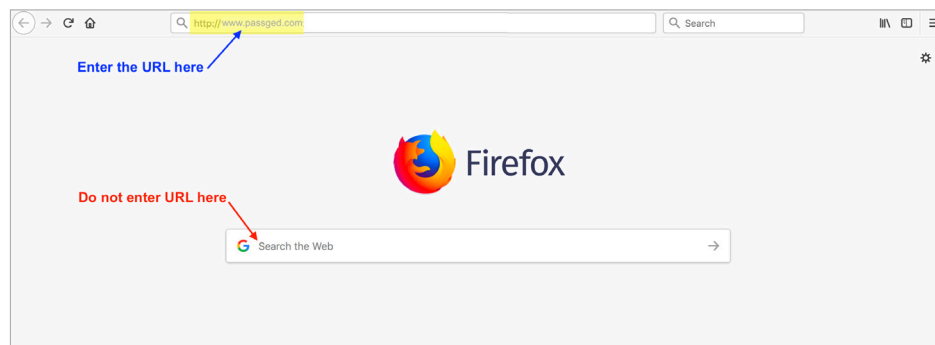 http://www.passged.com
Search
Enter the URL here
Firefox
Do not enter URL here
G Search the Web